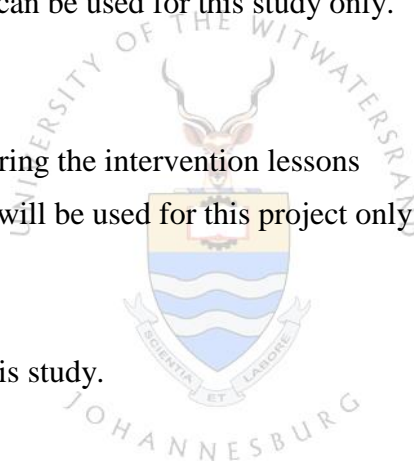 can be used for this study only.
UNIVERSITY OF THE WITWATERSRAND
ring the intervention lessons
will be used for this project only
SCIENTIA ET LABORE
is study.
JOHANNESBURG